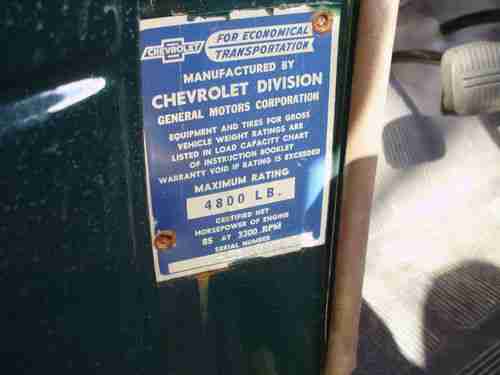 CHEVROLET
FOR ECONOMICAL
TRANSPORTATION
MANUFACTURED BY
CHEVROLET DIVISION
GENERAL MOTORS CORPORATION
EQUIPMENT AND TIRES FOR GROSS
VEHICLE WEIGHT RATINGS ARE
LISTED IN LOAD CAPACITY CHART
OF INSTRUCTION BOOKLET
WARRANTY VOID IF RATING IS EXCEEDED
MAXIMUM RATING
4800 LB.
CERTIFIED NET
HORSEPOWER OF ENGINE
85 AT 3300 RPM
SERIAL NUMBER